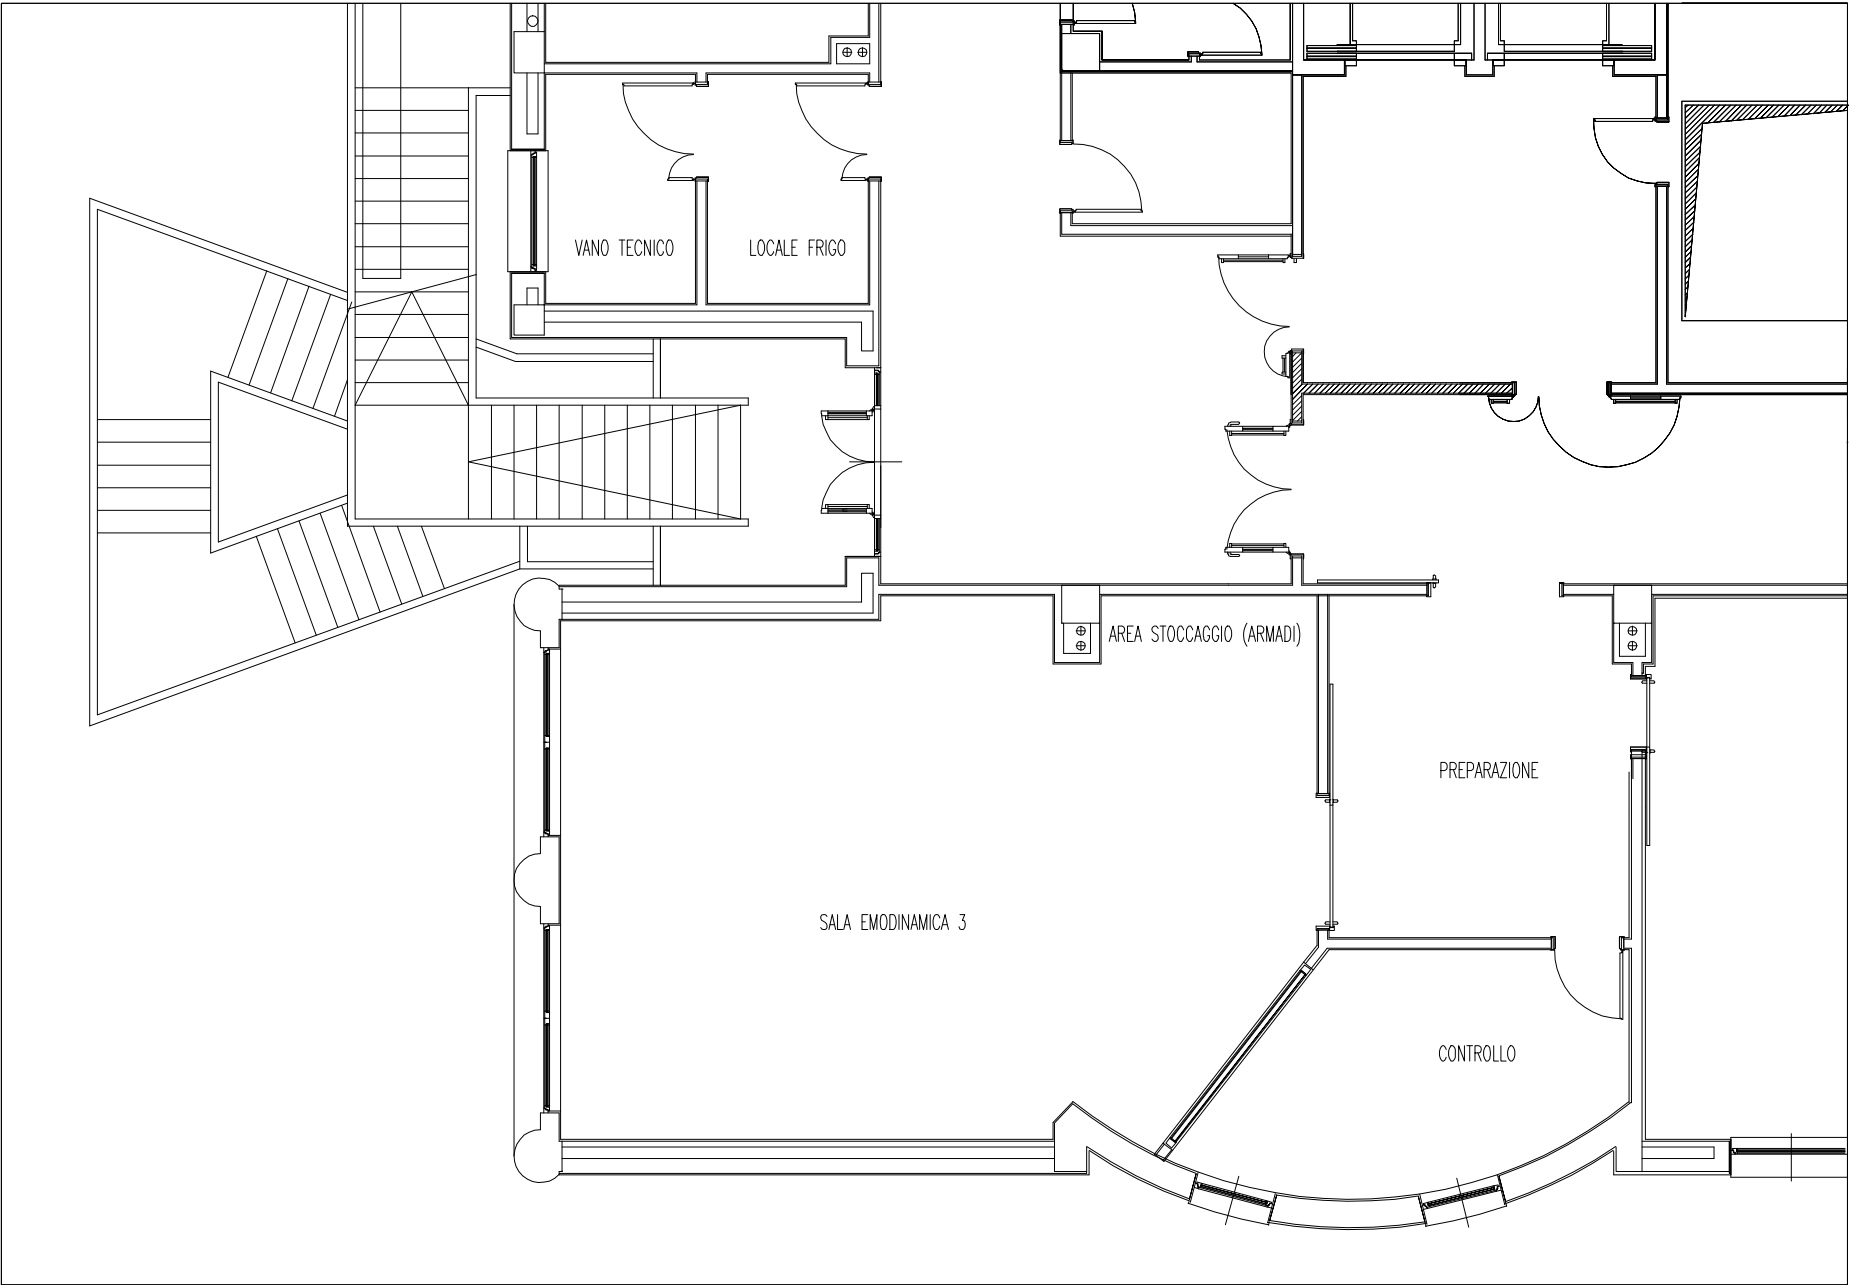 VANO TECNICO
LOCALE FRIGO
AREA STOCCAGGIO (ARMADI)
PREPARAZIONE
SALA EMODINAMICA 3
CONTROLLO